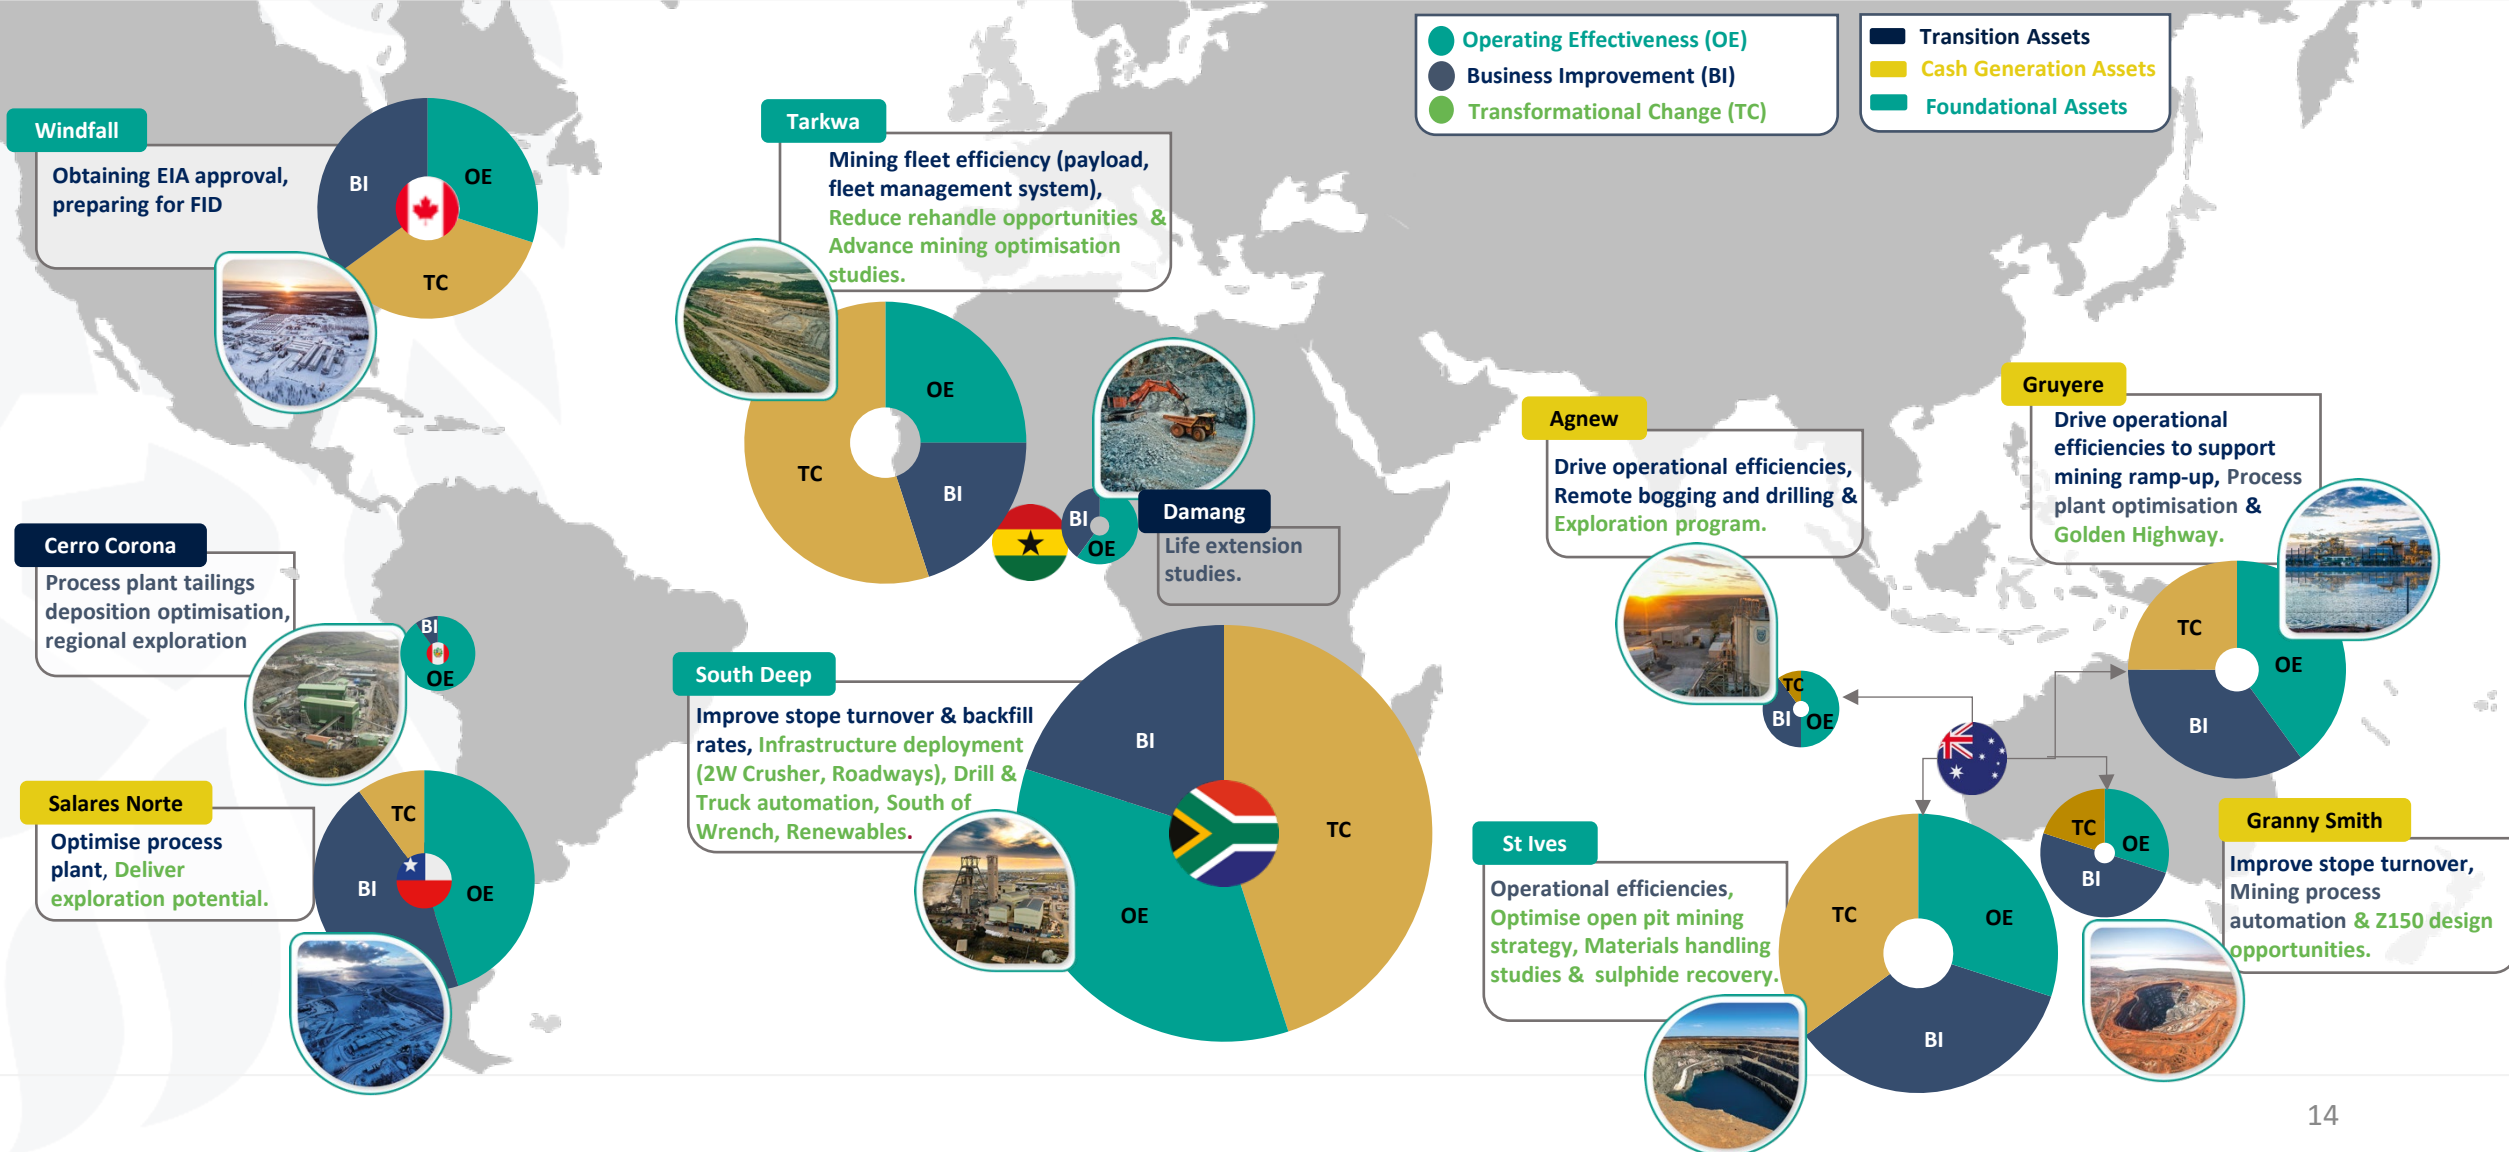 Operating Effectiveness (OE)
Business Improvement (BI)
Transformational Change (TC)
Transition Assets
Cash Generation Assets
Foundational Assets
Windfall
Obtaining EIA approval,
preparing for FID
BI
OE
TC
Tarkwa
Mining fleet efficiency (payload,
fleet management system),
Reduce rehandle opportunities &
Advance mining optimisation
studies.
OE
TC
BI
Damang
Life extension
studies.
BI
OE
Agnew
Drive operational efficiencies,
Remote bogging and drilling &
Exploration program.
TC
BI
OE
Gruyere
Drive operational
efficiencies to support
mining ramp-up, Process
plant optimisation &
Golden Highway.
TC
OE
BI
Cerro Corona
Process plant tailings
deposition optimisation,
regional exploration
BI
OE
Salares Norte
Optimise process
plant, Deliver
exploration potential.
TC
BI
OE
South Deep
Improve stope turnover & backfill
rates, Infrastructure deployment
(2W Crusher, Roadways), Drill &
Truck automation, South of
Wrench, Renewables.
BI
TC
OE
St Ives
Operational efficiencies,
Optimise open pit mining
strategy, Materials handling
studies & sulphide recovery.
TC
OE
BI
Granny Smith
Improve stope turnover,
Mining process
automation & Z150 design
opportunities.
TC
OE
BI
14